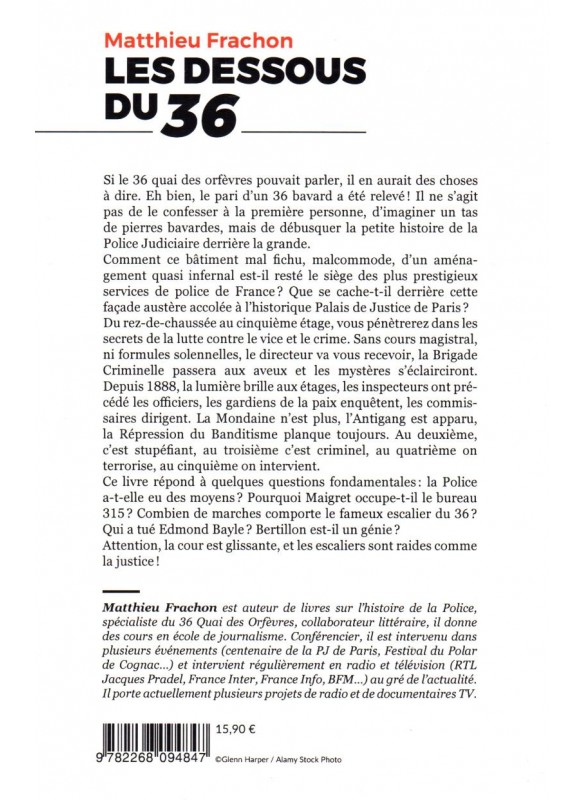 Matthieu Frachon
LES DESSOUS
DU 36
Si le 36 quai des orfèvres pouvait parler, il en aurait des choses
à dire. Eh bien, le pari d'un 36 bavard a été relevé ! Il ne s'agit
pas de le confesser à la première personne, d'imaginer un tas
de pierres bavardes, mais de débusquer la petite histoire de la
Police Judiciaire derrière la grande.
Comment ce bâtiment mal fichu, malcommode, d'un aména-
gement quasi infernal est-il resté le siège des plus prestigieux
services de police de France ? Que se cache-t-il derrière cette
façade austère accolée à l'historique Palais de Justice de Paris ?
Du rez-de-chaussée au cinquième étage, vous pénètrerez dans les
secrets de la lutte contre le vice et le crime. Sans cours magistral,
ni formules solennelles, le directeur va vous recevoir, la Brigade
Criminelle passera aux aveux et les mystères s'éclairciront.
Depuis 1888, la lumière brille aux étages, les inspecteurs ont pré-
cédé les officiers, les gardiens de la paix enquêtent, les commis-
saires dirigent. La Mondaine n'est plus, l'Antigang est apparu,
la Répression du Banditisme planque toujours. Au deuxième,
c'est stupéfiant, au troisième c'est criminel, au quatrième on
terrorise, au cinquième on intervient.
Ce livre répond à quelques questions fondamentales : la Police
a-t-elle eu des moyens ? Pourquoi Maigret occupe-t-il le bureau
315 ? Combien de marches comporte le fameux escalier du 36 ?
Qui a tué Edmond Bayle ? Bertillon est-il un génie ?
Attention, la cour est glissante, et les escaliers sont raides comme
la justice !
Matthieu Frachon est auteur de livres sur l'histoire de la Police,
spécialiste du 36 Quai des Orfèvres, collaborateur littéraire, il donne
des cours en école de journalisme. Conférencier, il est intervenu dans
plusieurs événements (centenaire de la PJ de Paris, Festival du Polar
de Cognac...) et intervient régulièrement en radio et télévision (RTL
Jacques Pradel, France Inter, France Info, BFM...) au gré de l'actualité.
Il porte actuellement plusieurs projets de radio et de documentaires TV.
15,90 €
9 782268 094847
©Glenn Harper / Alamy Stock Photo